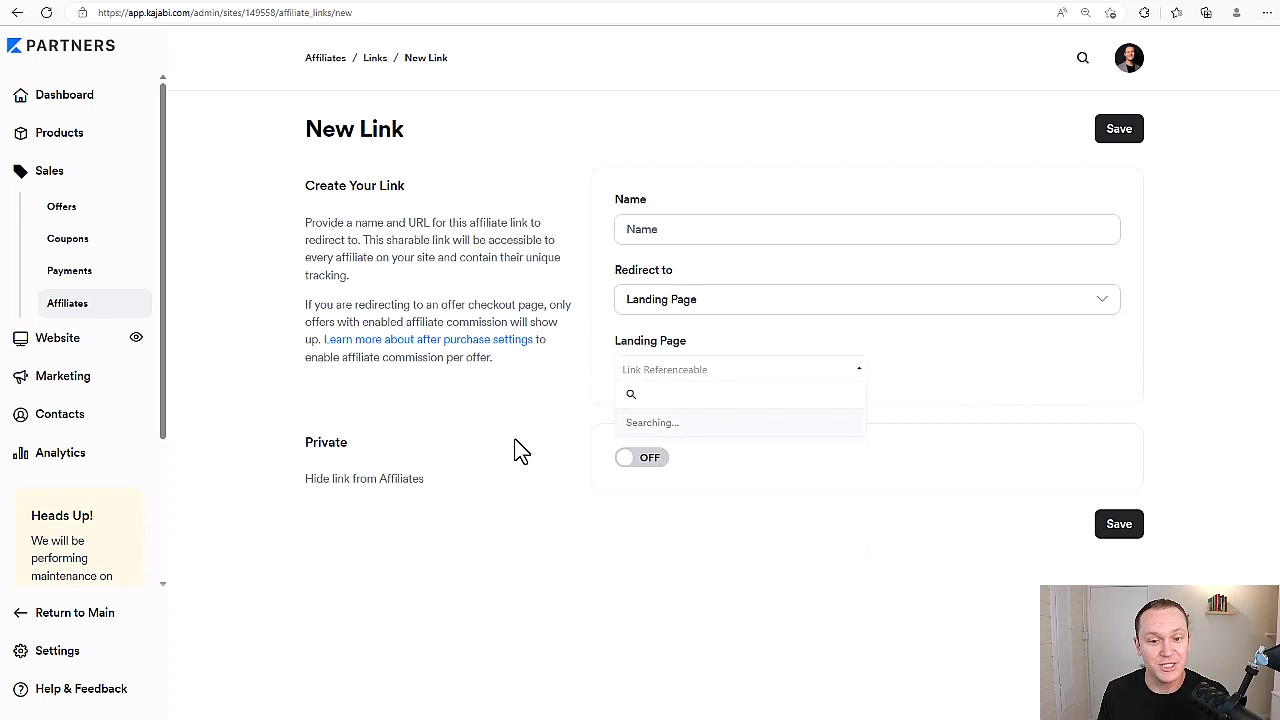 https://app.kajabi.com/admin/sites/149558/affiliate_links/new
PARTNERS
Dashboard
Products
Sales
Offers
Coupons
Payments
Affiliates
Website
Marketing
Contacts
Analytics
Heads Up!
We will be
performing
maintenance on
Return to Main
Settings
Help & Feedback
Affiliates / Links / New Link
New Link
Save
Create Your Link
Provide a name and URL for this affiliate link to
redirect to. This sharable link will be accessible to
every affiliate on your site and contain their unique
tracking.
If you are redirecting to an offer checkout page, only
offers with enabled affiliate commission will show
up. Learn more about after purchase settings to
enable affiliate commission per offer.
Name
Name
Redirect to
Landing Page
Landing Page
Link Referenceable
Searching...
Private
Hide link from Affiliates
OFF
Save